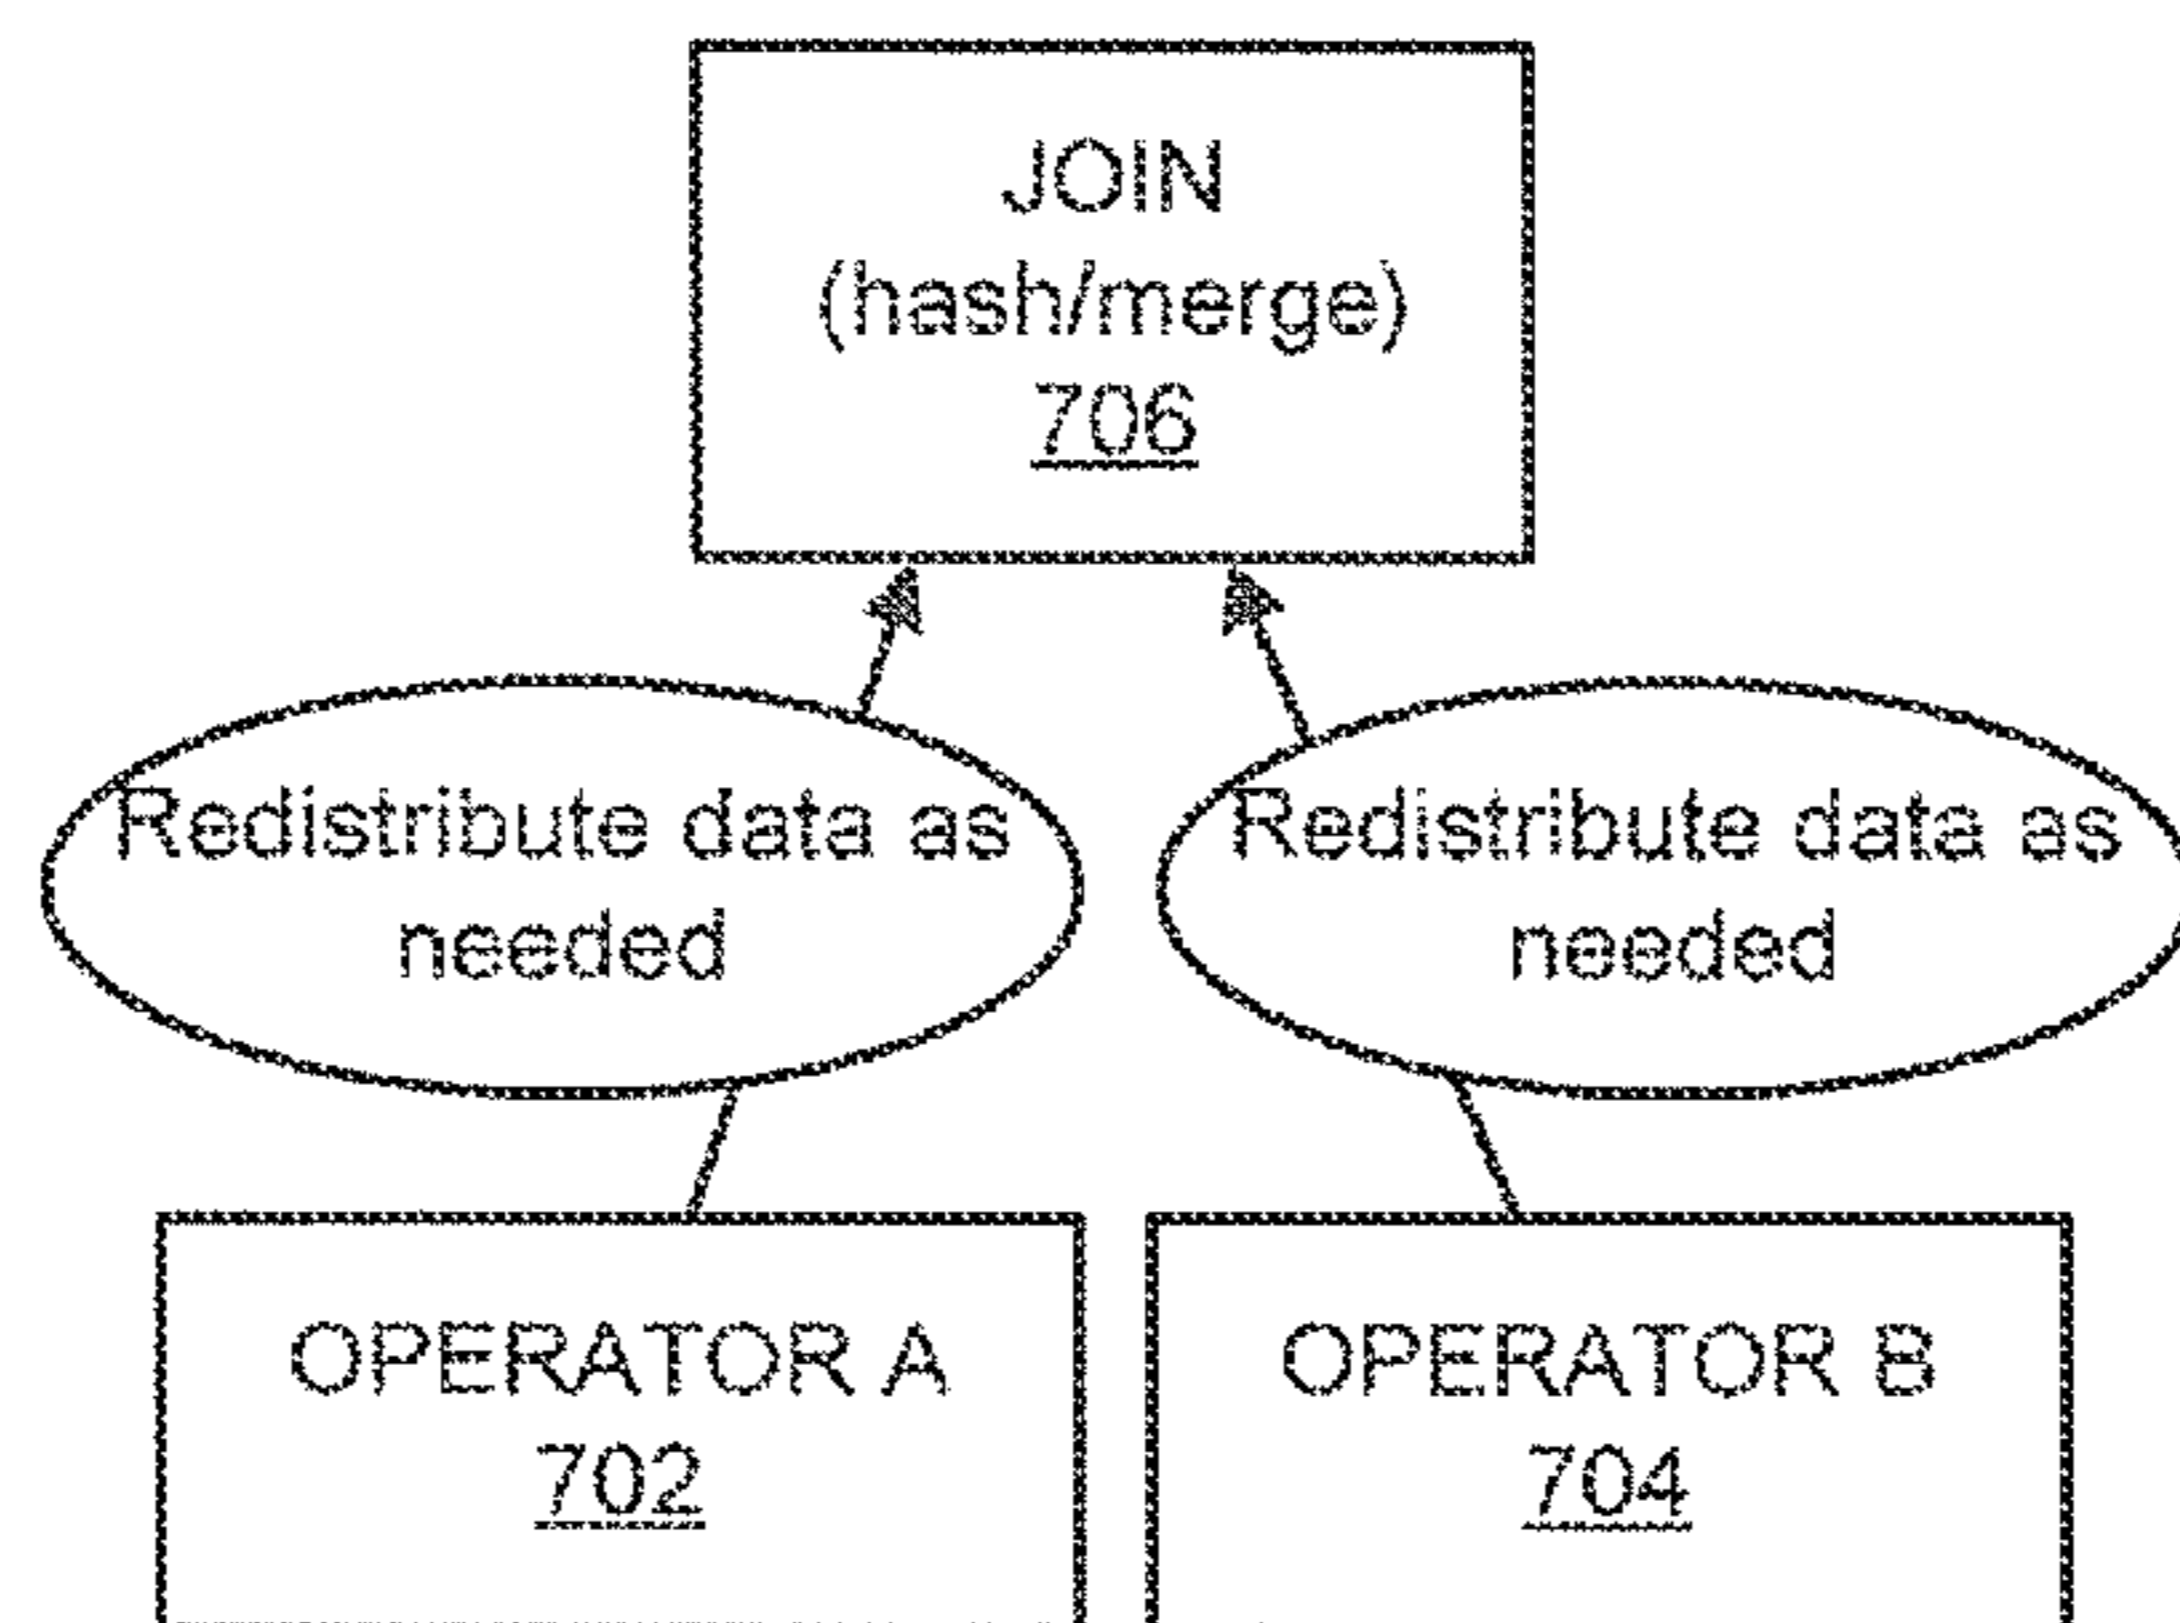 JOIN
(hash/merge)
706
Redistribute data as
needed
Redistribute data as
needed
OPERATOR A
702
OPERATOR B
704